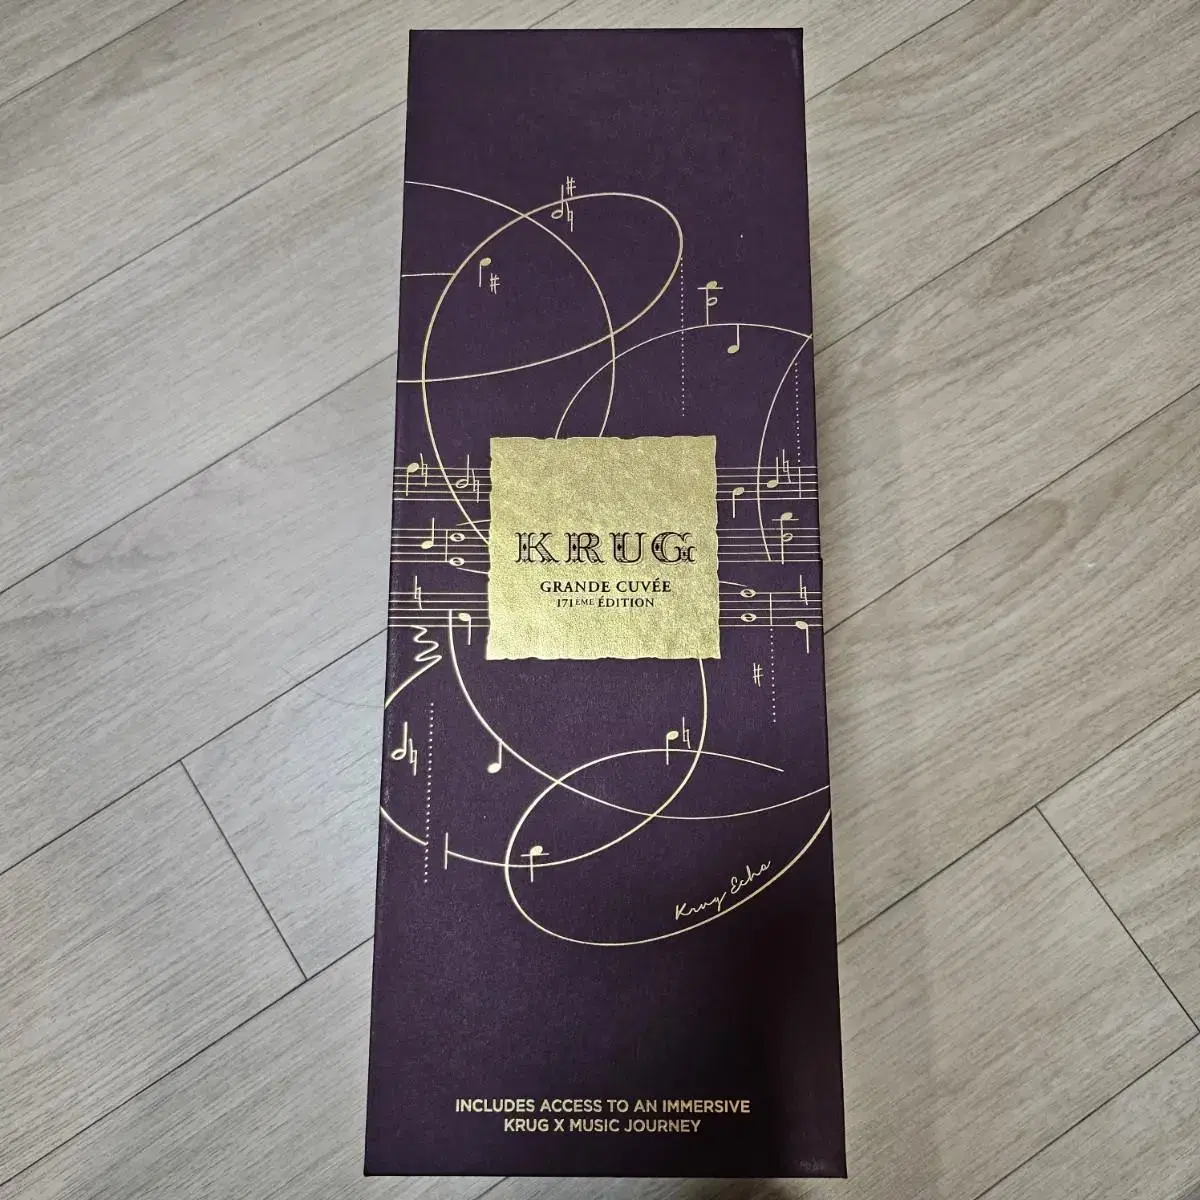 KRUG
GRANDE CUVÉE
171ÈME ÉDITION
Krug Echo
INCLUDES ACCESS TO AN IMMERSIVE
KRUG X MUSIC JOURNEY